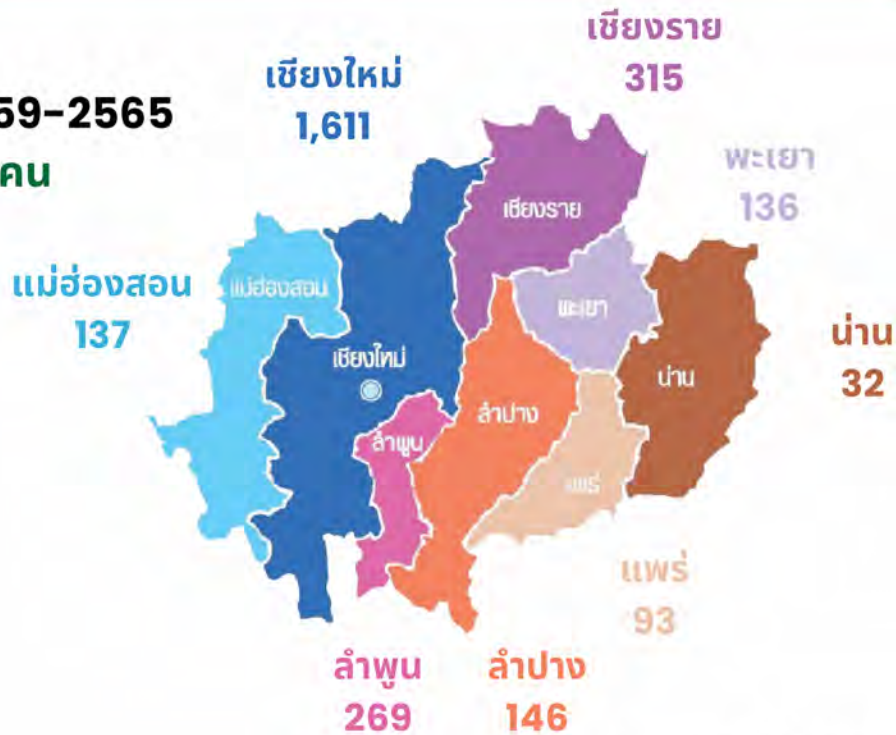 เชียงราย
315
เชียงใหม่
1,611
59-2565
คน
พะเยา
136
เชียงราย
แม่ฮ่องสอน
137
แม่ฮ่องสอน
พะเยา
น่าน
32
เชียงใหม่
น่าน
ลำปาง
ลำพูน
แพร่
แพร่
93
ลำพูน
269
ลำปาง
146